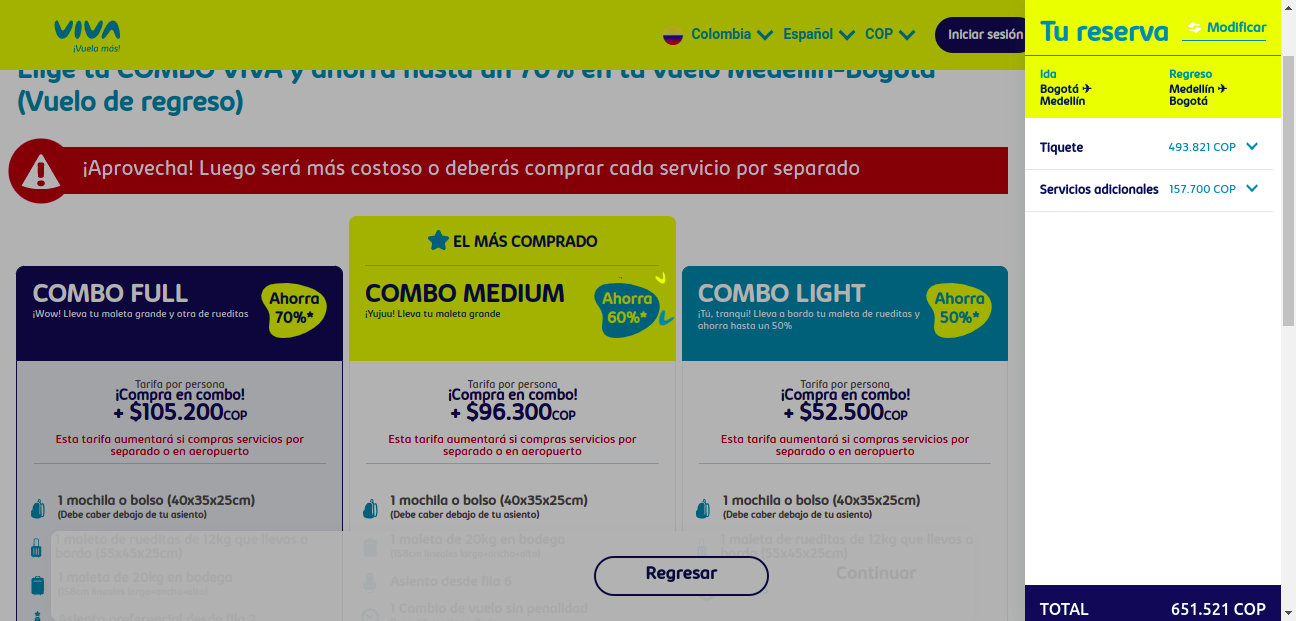 VIVA
¡Vuela más!
Colombia
Español
COP
Iniciar sesión
Elige tu COMBO VIVA y ahorra hasta un 70% en tu vuelo Medellín-Bogotá
(Vuelo de regreso)
¡Aprovecha! Luego será más costoso o deberás comprar cada servicio por separado
COMBO FULL
¡Wow! Lleva tu maleta grande y otra de rueditas
Ahorra
70%*
Tarifa por persona
¡Compra en combo!
+ $105.200COP
Esta tarifa aumentará si compras servicios por
separado o en aeropuerto
1 mochila o bolso (40x35x25cm)
(Debe caber debajo de tu asiento)
1 maleta de rueditas de 12kg que llevas a
bordo (55x45x25cm)
1 maleta de 20kg en bodega
(158cm lineales largo+ancho+alto)
Asiento preferencial desde fila 2
EL MÁS COMPRADO
COMBO MEDIUM
¡Yujuu! Lleva tu maleta grande
Ahorra
60%*
Tarifa por persona
¡Compra en combo!
+ $96.300COP
Esta tarifa aumentará si compras servicios por
separado o en aeropuerto
1 mochila o bolso (40x35x25cm)
(Debe caber debajo de tu asiento)
1 maleta de 20kg en bodega
(158cm lineales largo+ancho+alto)
Asiento desde fila 6
1 Cambio de vuelo sin penalidad
COMBO LIGHT
¡Tú, tranqui! Lleva a bordo tu maleta de rueditas y
ahorra hasta un 50%
Ahorra
50%*
Tarifa por persona
¡Compra en combo!
+ $52.500COP
Esta tarifa aumentará si compras servicios por
separado o en aeropuerto
1 mochila o bolso (40x35x25cm)
(Debe caber debajo de tu asiento)
1 maleta de rueditas de 12kg que llevas a
bordo (55x45x25cm)
Regresar
Continuar
Tu reserva
Modificar
Ida
Bogotá ✈
Medellín
Regreso
Medellín ✈
Bogotá
Tiquete 493.821 COP
Servicios adicionales 157.700 COP
TOTAL 651.521 COP